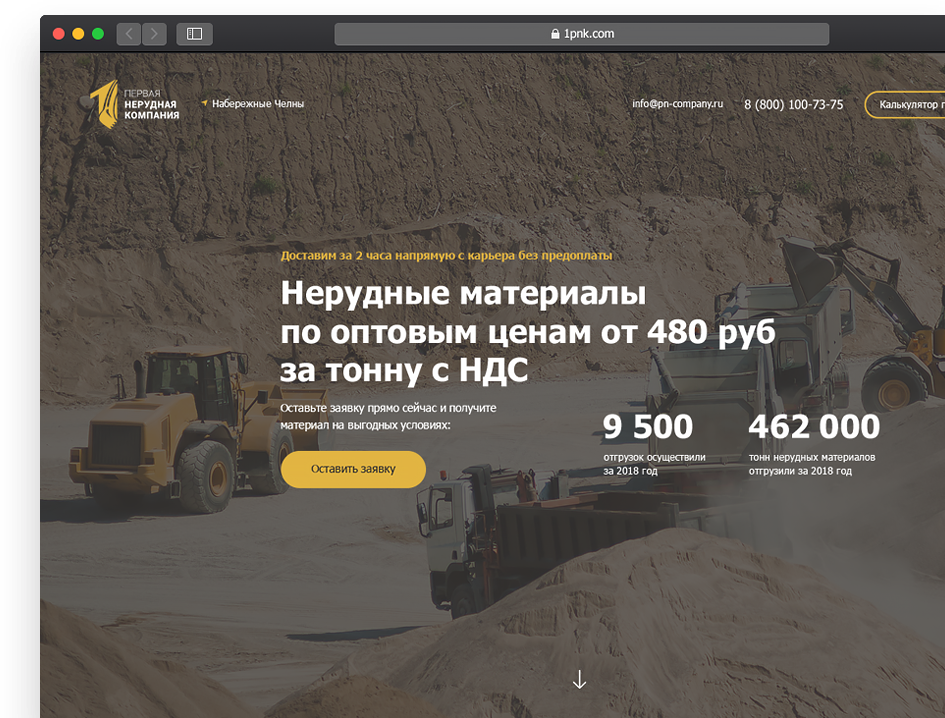 1pnk.com
ПЕРВАЯ
НЕРУДНАЯ
КОМПАНИЯ
Набережные Челны
info@pn-company.ru
8 (800) 100-73-75
Калькулятор
Доставим за 2 часа напрямую с карьера без предоплаты
Нерудные материалы
по оптовым ценам от 480 руб
за тонну с НДС
Оставьте заявку прямо сейчас и получите
материал на выгодных условиях:
Оставить заявку
9 500
отгрузок осуществили
за 2018 год
462 000
тонн нерудных материалов
отгрузили за 2018 год